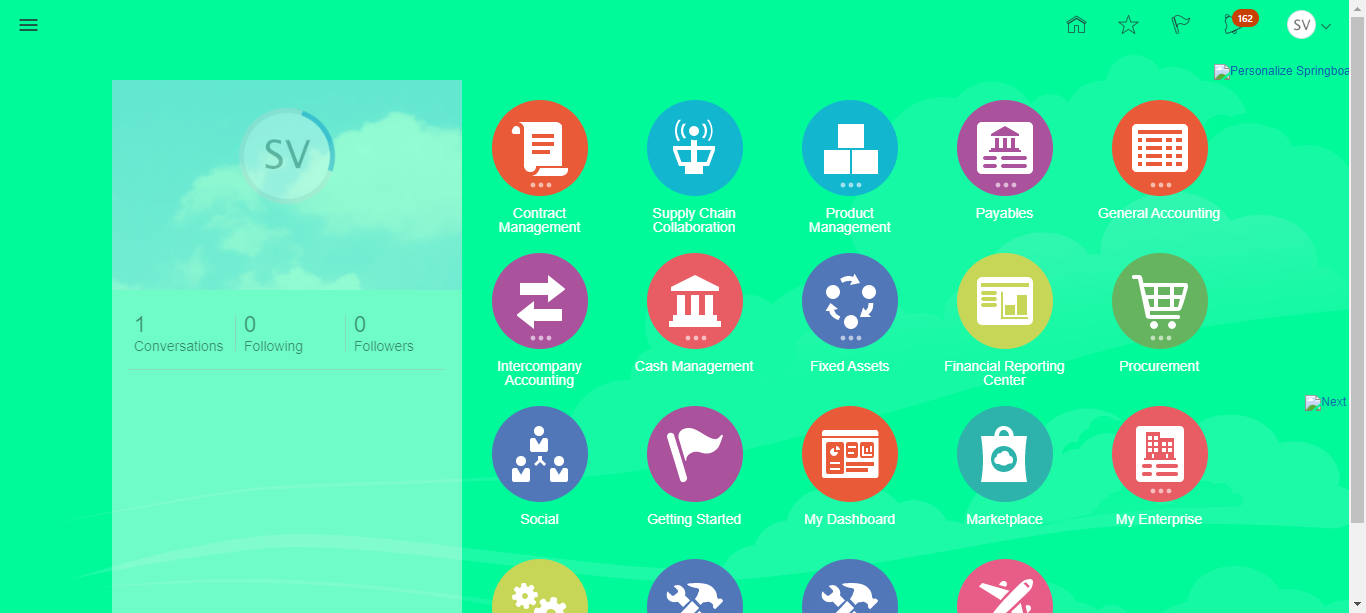 162
SV
Personalize Springboa
SV
1
Conversations
0
Following
0
Followers
Contract
Management
Supply Chain
Collaboration
Product
Management
Payables
General Accounting
Intercompany
Accounting
Cash Management
Fixed Assets
Financial Reporting
Center
Procurement
Next
Social
Getting Started
My Dashboard
Marketplace
My Enterprise